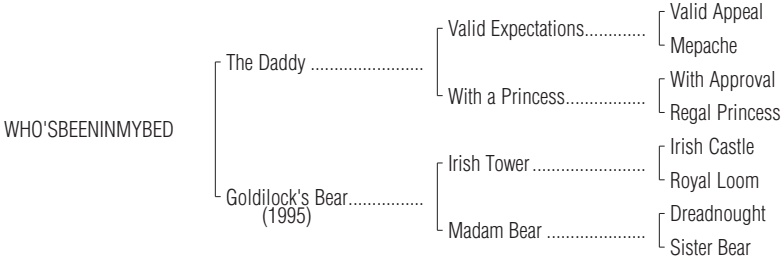 Valid Appeal
Valid Expectations.............
Mepache
The Daddy ........................
With Approval
With a Princess.................
Regal Princess
WHO'SBEENINMYBED
Irish Castle
Irish Tower ........................
Royal Loom
Goldilock's Bear................
(1995)
Dreadnought
Madam Bear .....................
Sister Bear